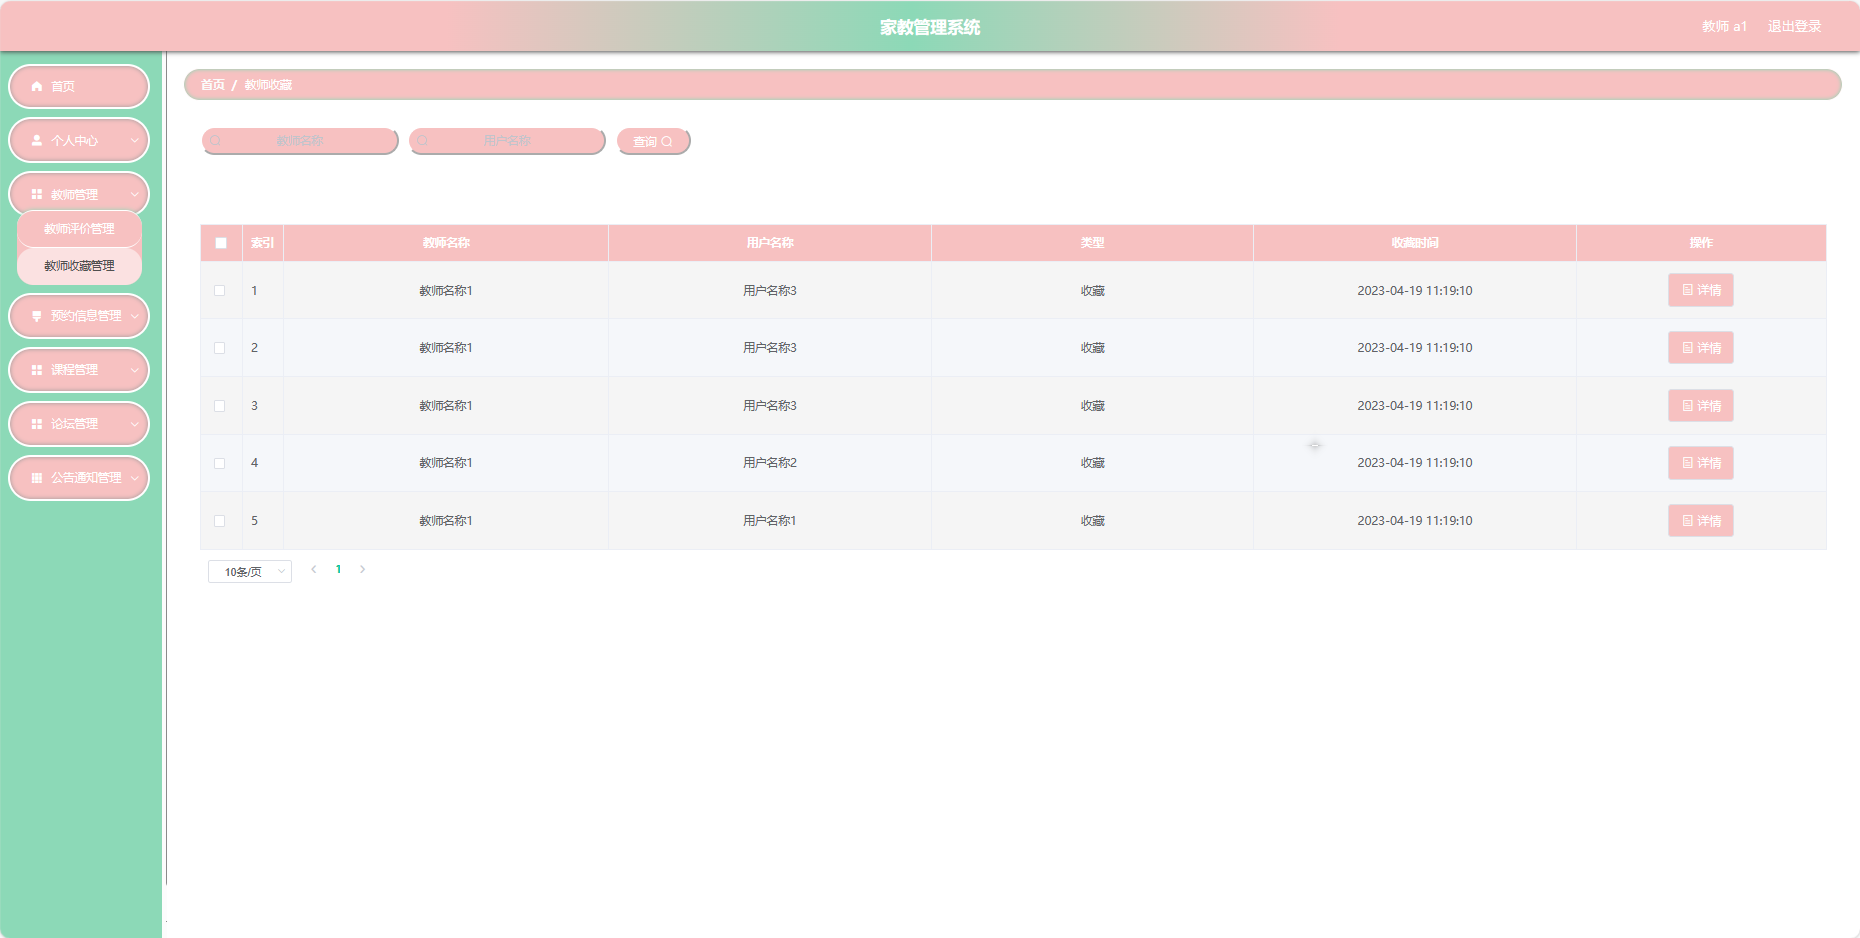 家教管理系统
教师 a1 退出登录
首页
个人中心
教师管理
教师评价管理
教师收藏管理
预约信息管理
课程管理
论坛管理
公告通知管理
首页 / 教师收藏
教师名称 用户名称 查询
索引 教师名称 用户名称 类型 收藏时间 操作
1 教师名称1 用户名称3 收藏 2023-04-19 11:19:10 详情
2 教师名称1 用户名称3 收藏 2023-04-19 11:19:10 详情
3 教师名称1 用户名称3 收藏 2023-04-19 11:19:10 详情
4 教师名称1 用户名称2 收藏 2023-04-19 11:19:10 详情
5 教师名称1 用户名称1 收藏 2023-04-19 11:19:10 详情
10条/页 1